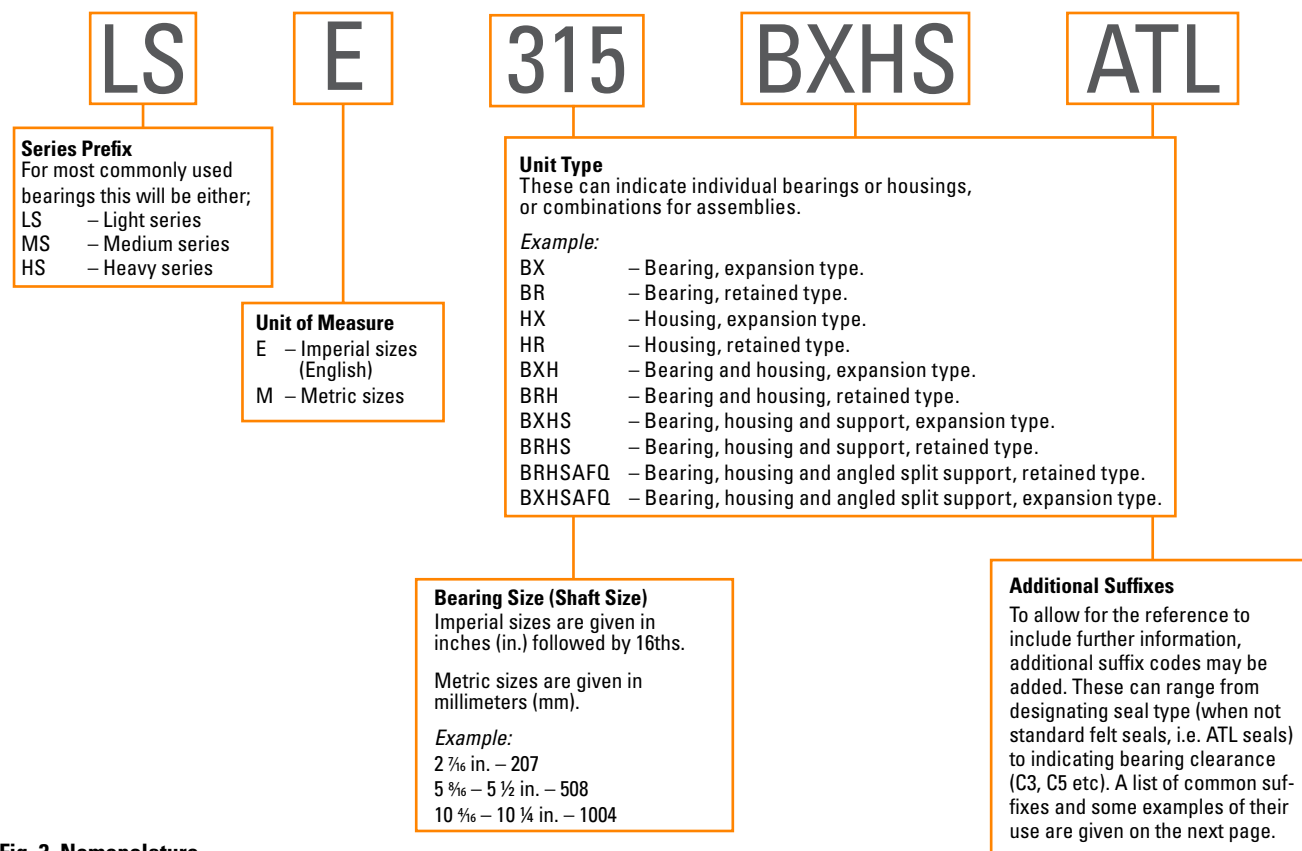 LS E 315 BXHS ATL
Series Prefix
For most commonly used
bearings this will be either;
LS – Light series
MS – Medium series
HS – Heavy series
Unit of Measure
E – Imperial sizes
(English)
M – Metric sizes
Unit Type
These can indicate individual bearings or housings,
or combinations for assemblies.
Example:
BX – Bearing, expansion type.
BR – Bearing, retained type.
HX – Housing, expansion type.
HR – Housing, retained type.
BXH – Bearing and housing, expansion type.
BRH – Bearing and housing, retained type.
BXHS – Bearing, housing and support, expansion type.
BRHS – Bearing, housing and support, retained type.
BRHSAFQ – Bearing, housing and angled split support, retained type.
BXHSAFQ – Bearing, housing and angled split support, expansion type.
Bearing Size (Shaft Size)
Imperial sizes are given in
inches (in.) followed by 16ths.
Metric sizes are given in
millimeters (mm).
Example:
2 7⁄16 in. – 207
5 8⁄16 – 5 ½ in. – 508
10 4⁄16 – 10 ¼ in. – 1004
Additional Suffixes
To allow for the reference to
include further information,
additional suffix codes may be
added. These can range from
designating seal type (when not
standard felt seals, i.e. ATL seals)
to indicating bearing clearance
(C3, C5 etc). A list of common suf-
fixes and some examples of their
use are given on the next page.